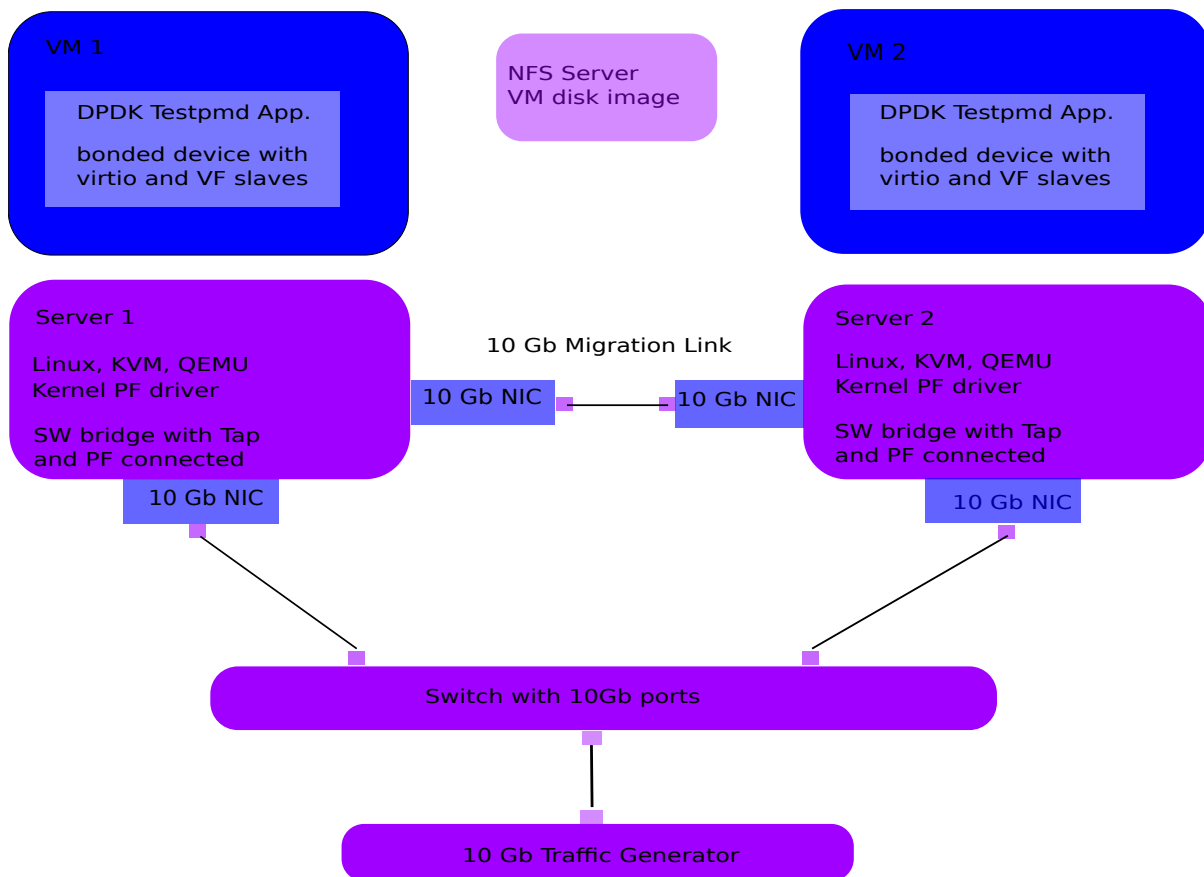 VM 1
DPDK Testpmd App.
bonded device with
virtio and VF slaves
NFS Server
VM disk image
VM 2
DPDK Testpmd App.
bonded device with
virtio and VF slaves
Server 1
Linux, KVM, QEMU
Kernel PF driver
SW bridge with Tap
and PF connected
10 Gb NIC
10 Gb Migration Link
10 Gb NIC
10 Gb NIC
Server 2
Linux, KVM, QEMU
Kernel PF driver
SW bridge with Tap
and PF connected
10 Gb NIC
Switch with 10Gb ports
10 Gb Traffic Generator